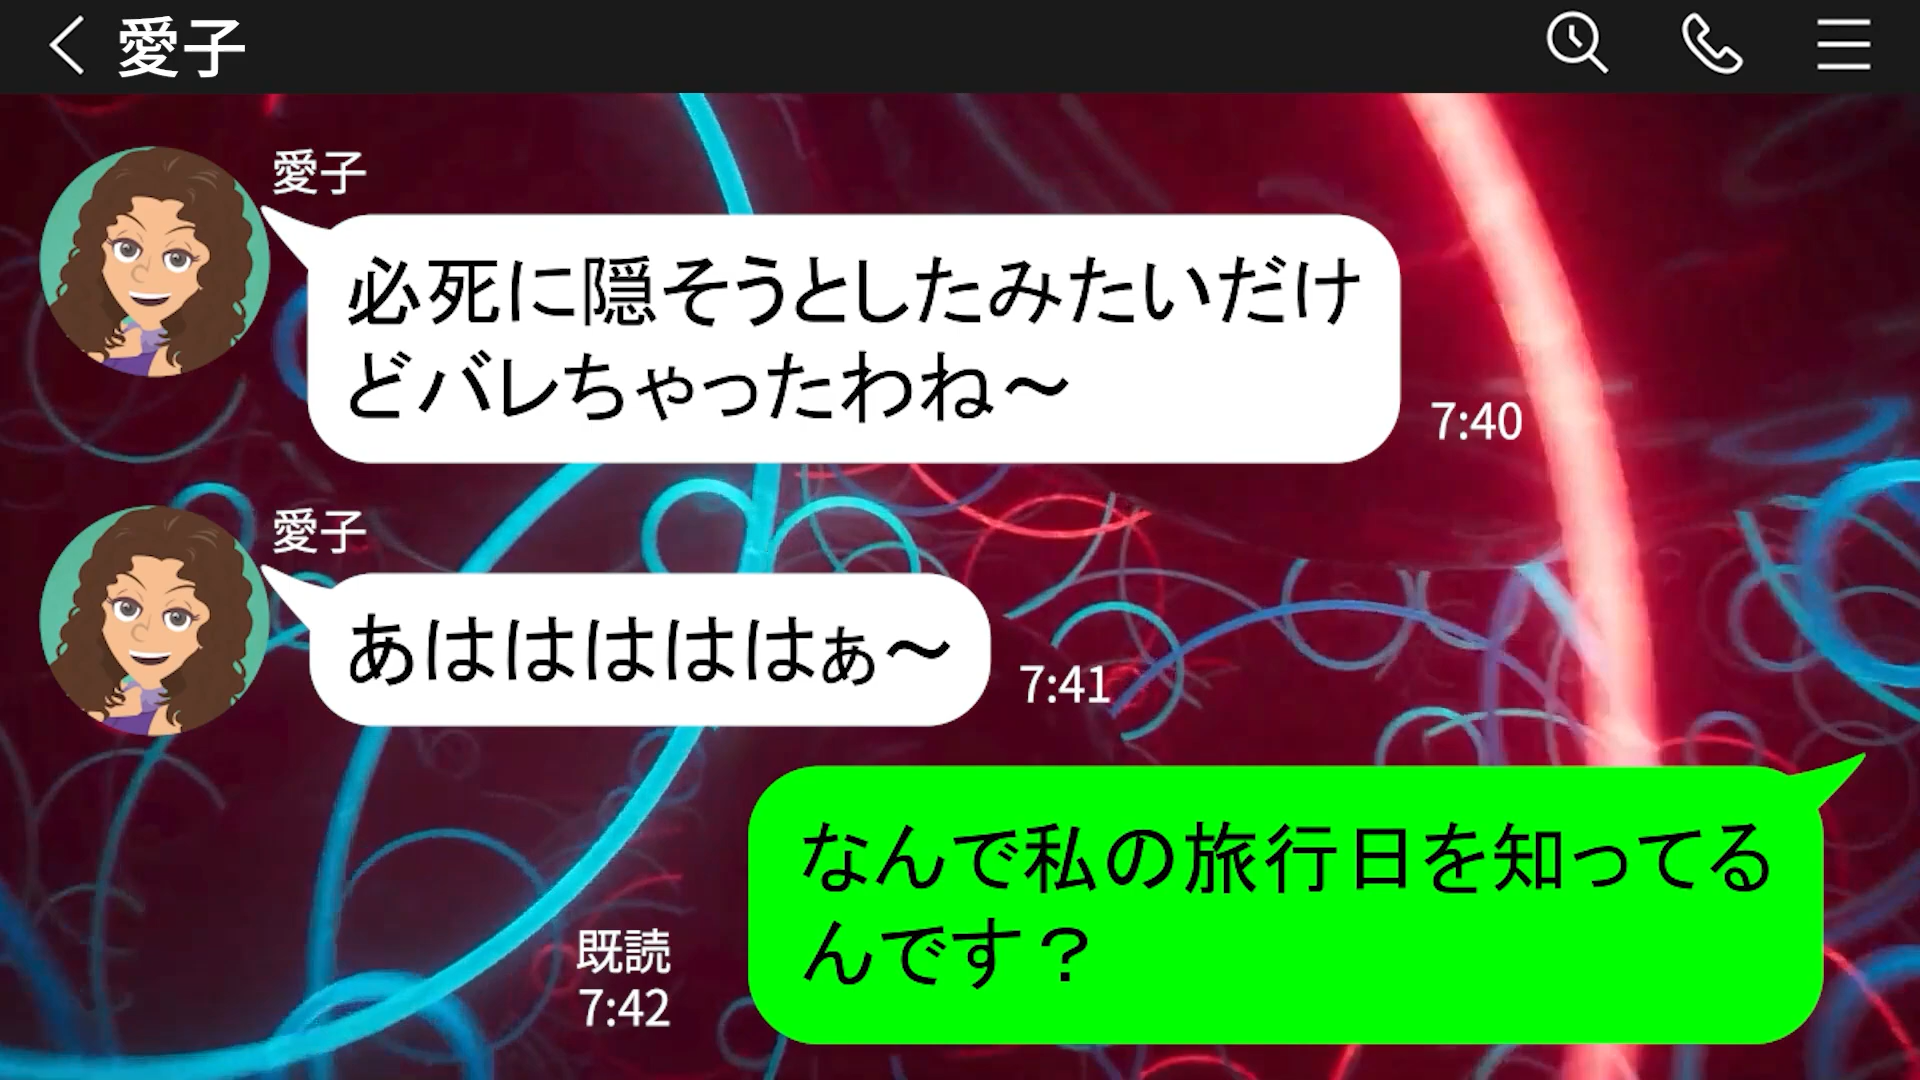 愛子
愛子
必死に隠そうとしたみたいだけ
どバレちゃったわね〜
7:40
愛子
あはははははぁ〜
7:41
なんで私の旅行日を知ってる
んです？
既読
7:42